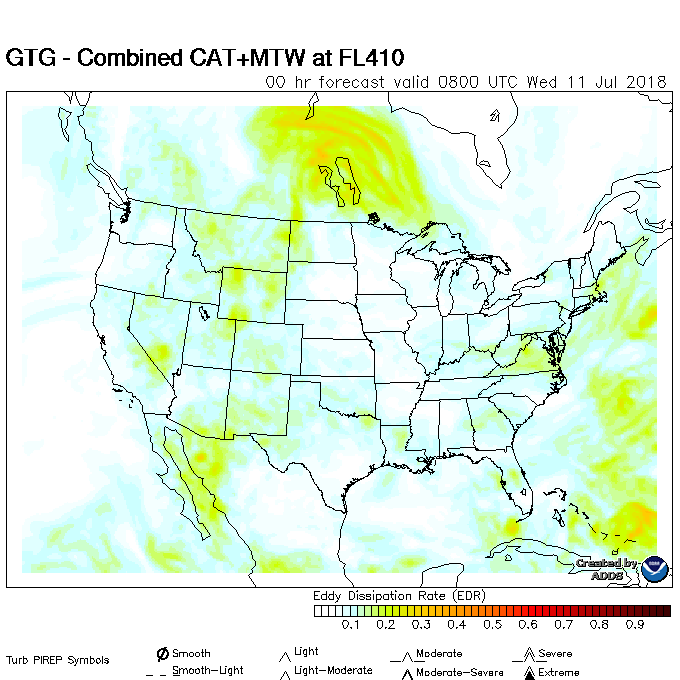 GTG - Combined CAT+MTW at FL410
00 hr forecast valid 0800 UTC Wed 11 Jul 2018
Created by
ADDS
NOAA
Eddy Dissipation Rate (EDR)
0.1 0.2 0.3 0.4 0.5 0.6 0.7 0.8 0.9
Turb PIREP Symbols
Smooth Light Moderate Severe
Smooth-Light Light-Moderate Moderate-Severe Extreme